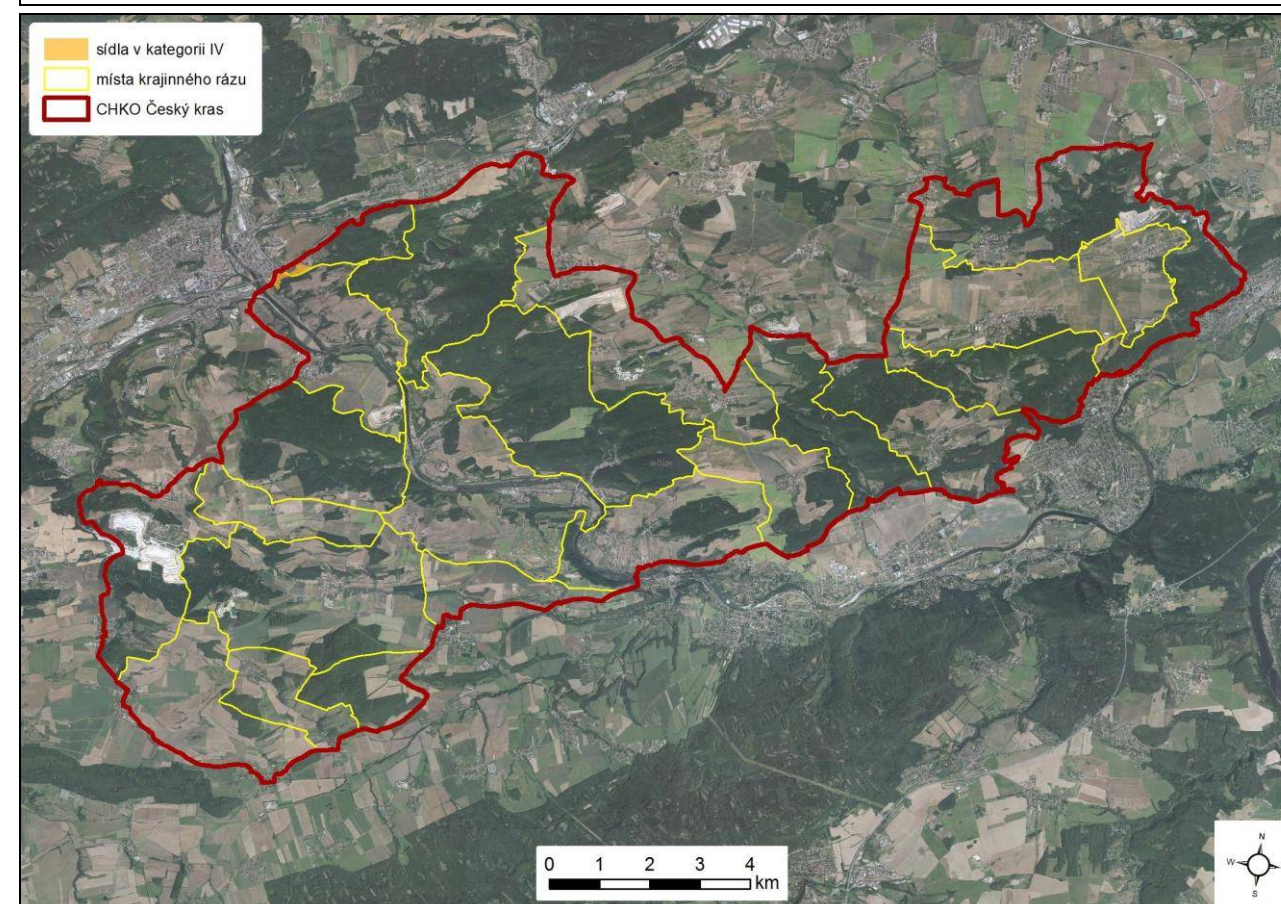 sídla v kategorii IV
místa krajinného rázu
CHKO Český kras
0 1 2 3 4
km
N
W
S